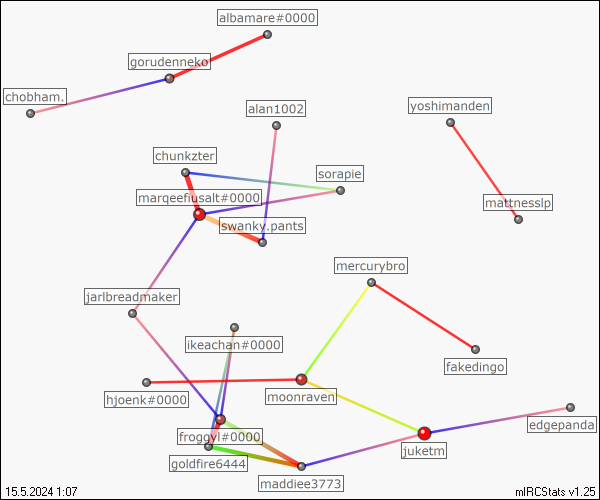 albamare#0000
gorudenneko
chobham.
alan1002
yoshimanden
chunkzter
sorapie
marqeefiusalt#0000
mattnesslp
swanky.pants
mercurybro
jarlbreadmaker
ikeachan#0000
fakedingo
moonraven
hjoenk#0000
edgepanda
froggyl#0000
juketm
goldfire6444
maddiee3773
15.5.2024 1:07
mIRCStats v1.25